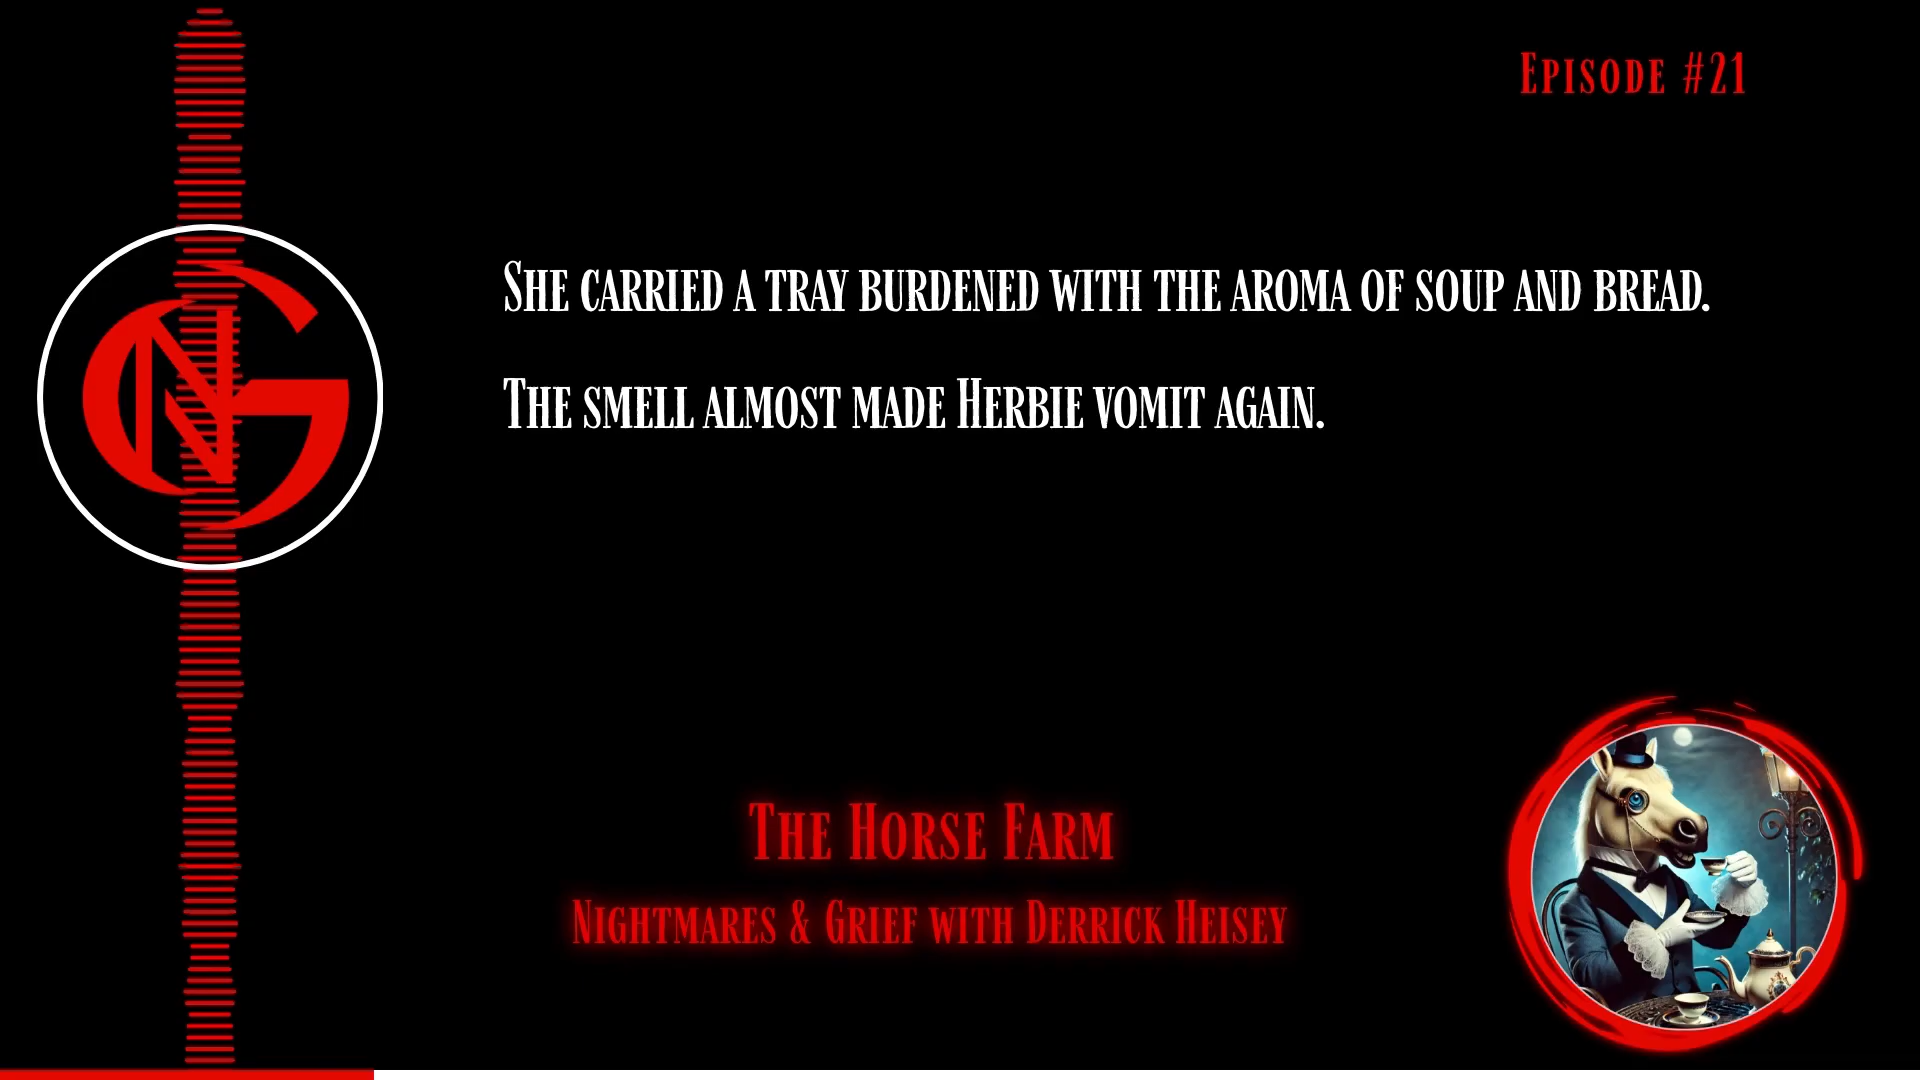 Episode #21
She carried a tray burdened with the aroma of soup and bread.
The smell almost made Herbie vomit again.
NG
The Horse Farm
Nightmares & Grief with Derrick Heisey